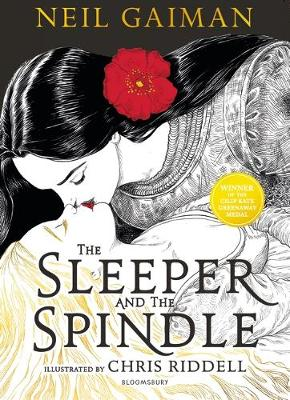 NEIL GAIMAN
WINNER
OF THE
CILIP KATE
GREENAWAY
MEDAL
THE
SLEEPER
AND THE
SPINDLE
ILLUSTRATED BY CHRIS RIDDELL
BLOOMSBURY